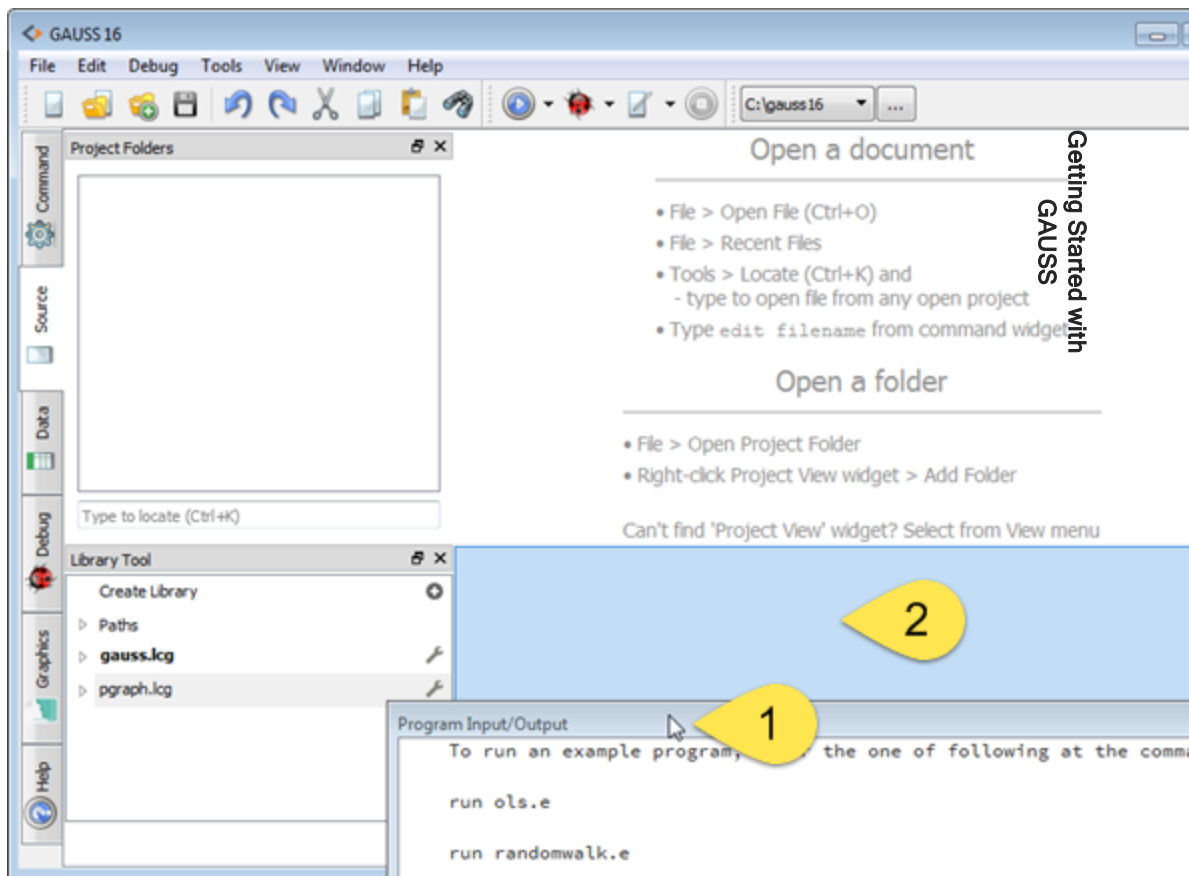 GAUSS 16
File Edit Debug Tools View Window Help
C:\gauss16 ...
Command
Source
Data
Debug
Graphics
Help
Project Folders
Type to locate (Ctrl+K)
Library Tool
Create Library
Paths
gauss.lcg
pgraph.lcg
Open a document
• File > Open File (Ctrl+O)
• File > Recent Files
• Tools > Locate (Ctrl+K) and
- type to open file from any open project
• Type edit filename from command widget
Open a folder
• File > Open Project Folder
• Right-click Project View widget > Add Folder
Can't find 'Project View' widget? Select from View menu
Getting Started with
GAUSS
2
1
Program Input/Output
To run an example program, the one of following at the
run ols.e
run randomwalk.e